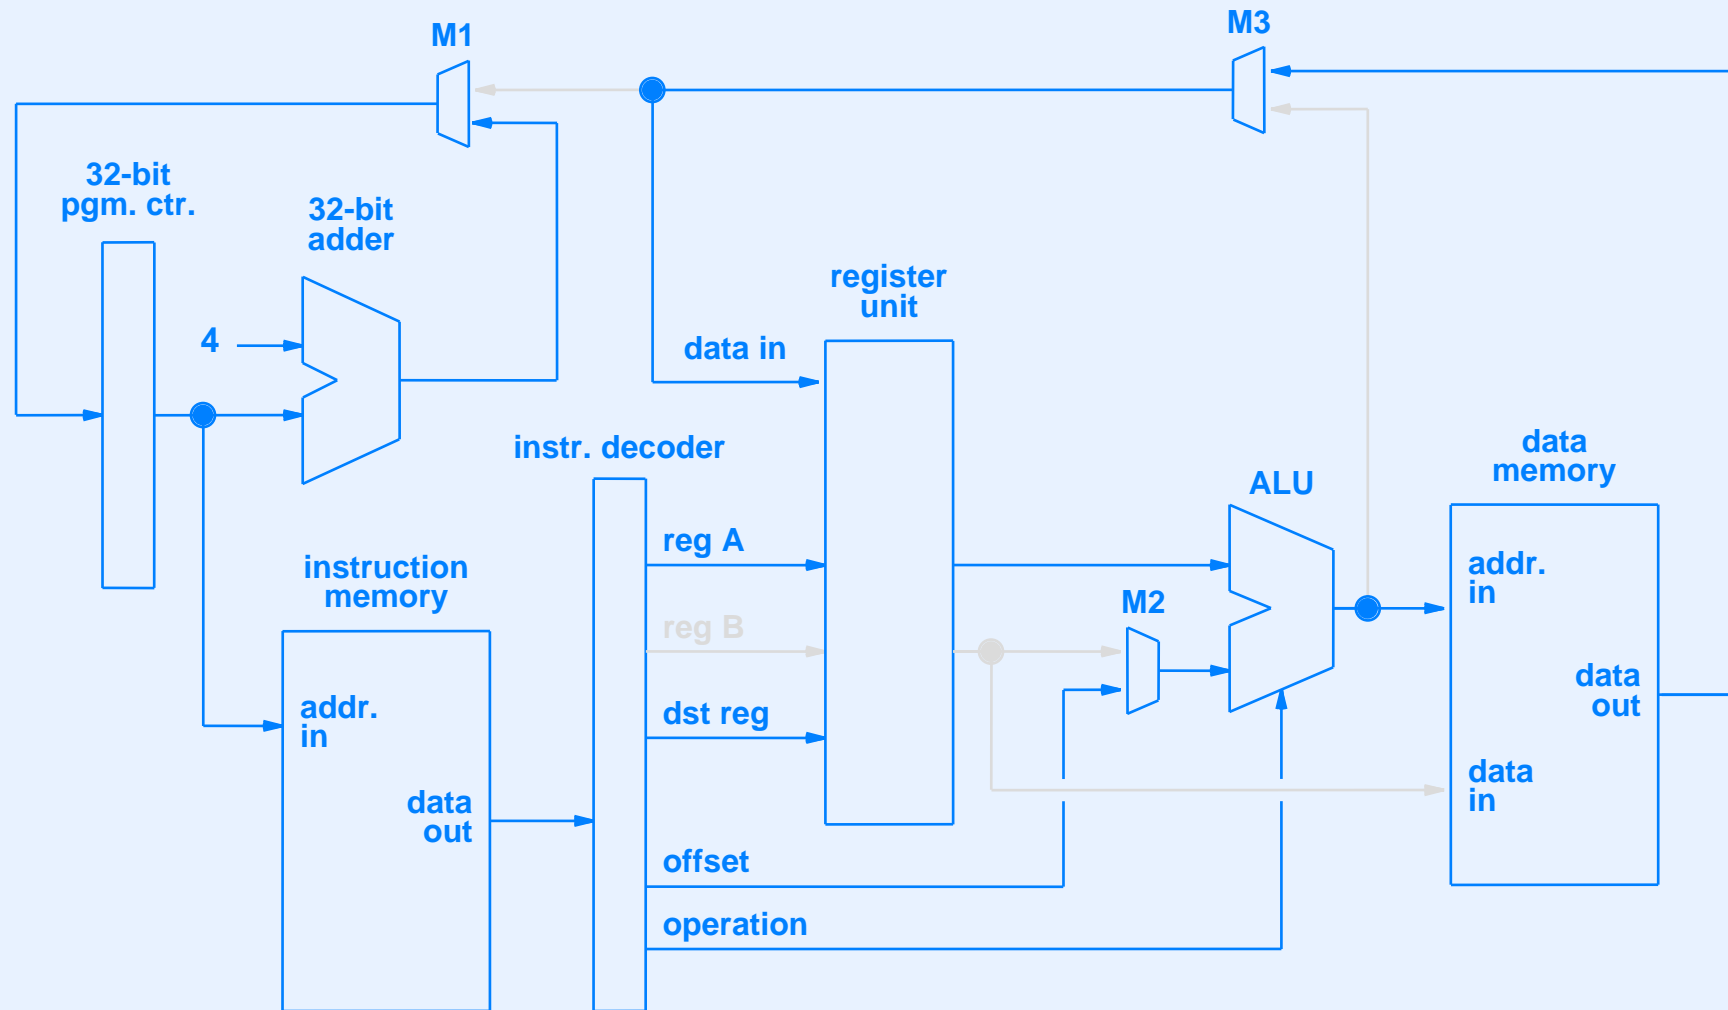 M1
M3
32-bit
pgm. ctr.
32-bit
adder
4
register
unit
data in
instr. decoder
data
memory
ALU
reg A
instruction
memory
addr.
in
M2
reg B
data
out
addr.
in
dst reg
data
in
data
out
offset
operation